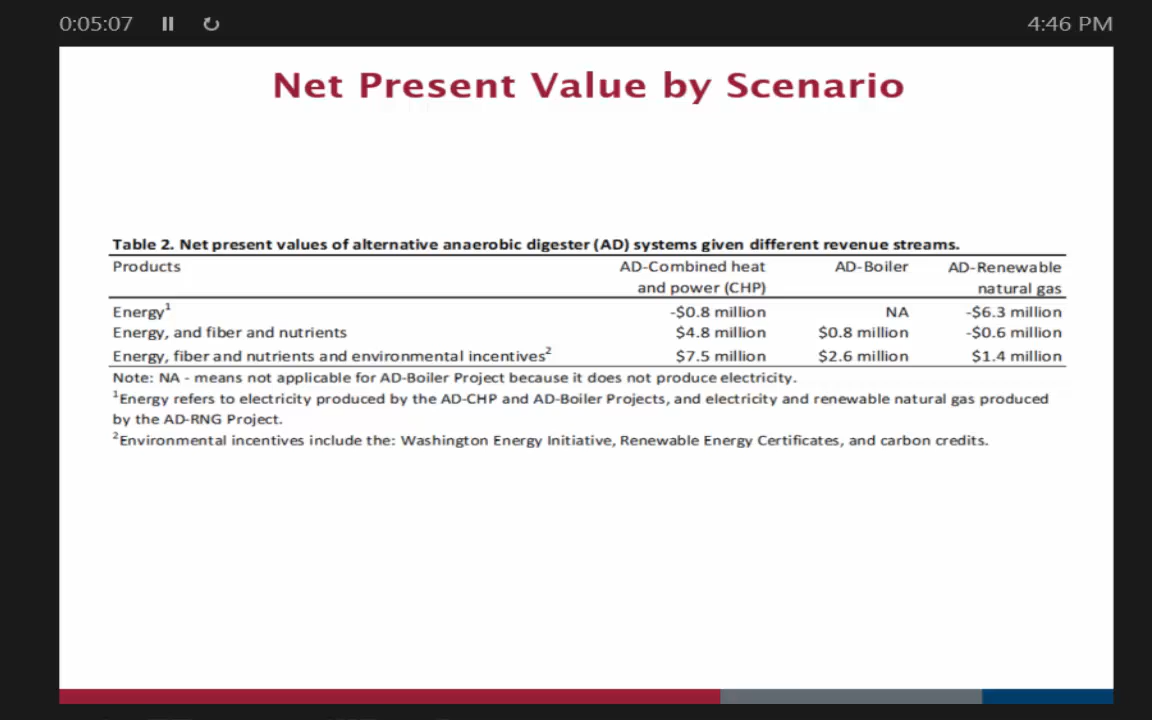 0:05:07 4:46 PM
Net Present Value by Scenario
Table 2. Net present values of alternative anaerobic digester (AD) systems given different revenue streams.
Products AD-Combined heat AD-Boiler AD-Renewable
and power (CHP) natural gas
Energy¹ -$0.8 million NA -$6.3 million
Energy, and fiber and nutrients $4.8 million $0.8 million -$0.6 million
Energy, fiber and nutrients and environmental incentives² $7.5 million $2.6 million $1.4 million
Note: NA - means not applicable for AD-Boiler Project because it does not produce electricity.
¹Energy refers to electricity produced by the AD-CHP and AD-Boiler Projects, and electricity and renewable natural gas produced
by the AD-RNG Project.
²Environmental incentives include the: Washington Energy Initiative, Renewable Energy Certificates, and carbon credits.